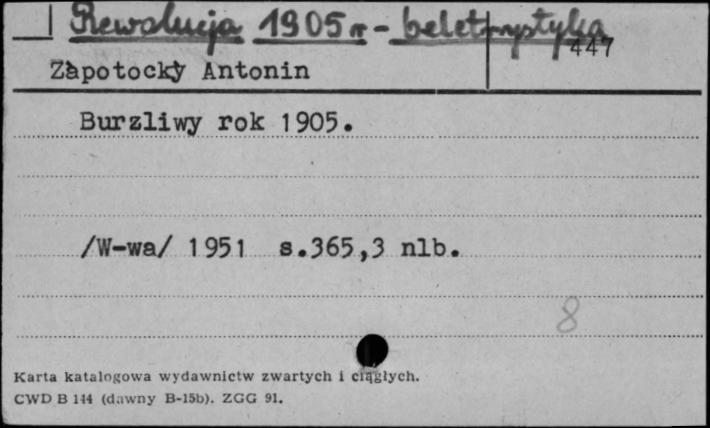 Rewolucja 1905 r - beletrystyka
447
Zàpotocký Antonin
Burzliwy rok 1905.
/W-wa/ 1951 s.365,3 nlb.
8
Karta katalogowa wydawnictw zwartych i ciągłych.
CWD B 144 (dawny B-15b). ZGG 91.